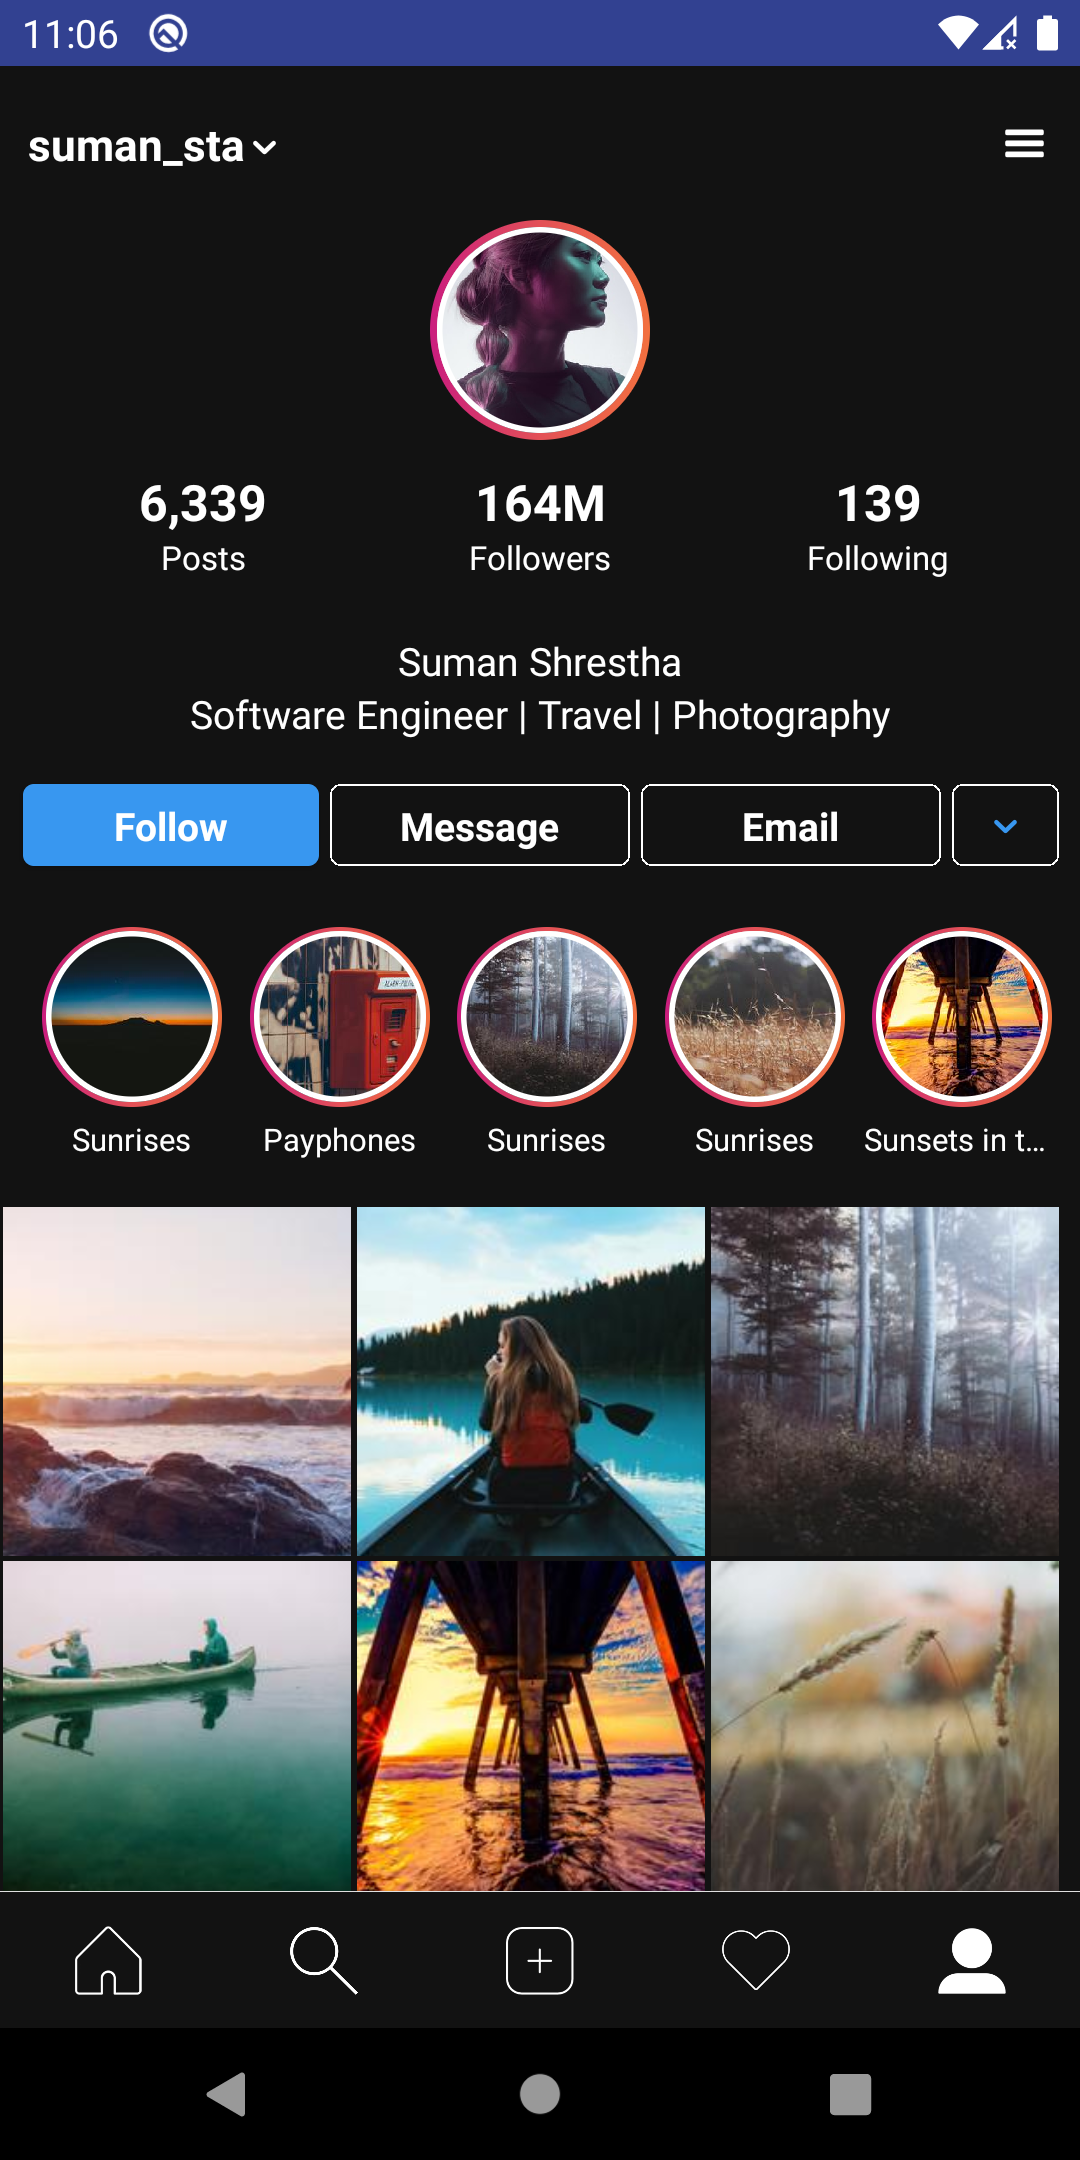 11:06
suman_sta
6,339 164M 139
Posts Followers Following
Suman Shrestha
Software Engineer | Travel | Photography
Follow Message Email
Sunrises Payphones Sunrises Sunrises Sunsets in t...